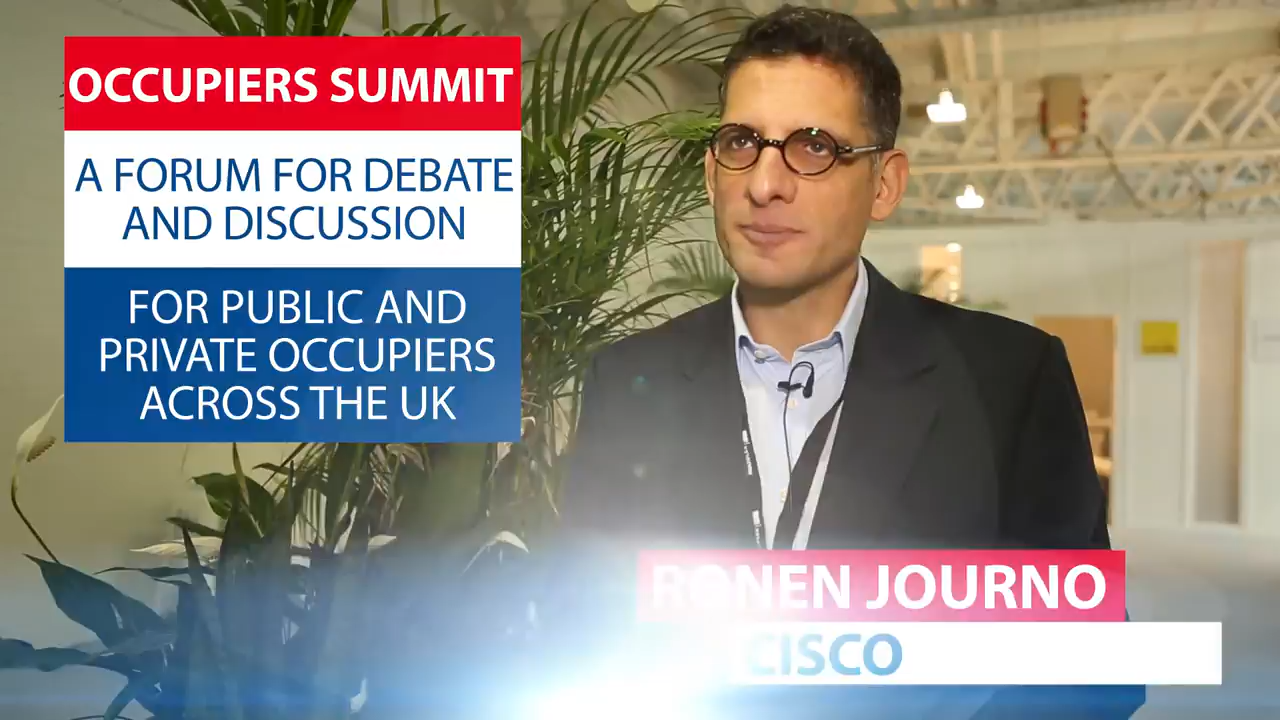 OCCUPIERS SUMMIT
A FORUM FOR DEBATE
AND DISCUSSION
FOR PUBLIC AND
PRIVATE OCCUPIERS
ACROSS THE UK
RONEN JOURNO
CISCO